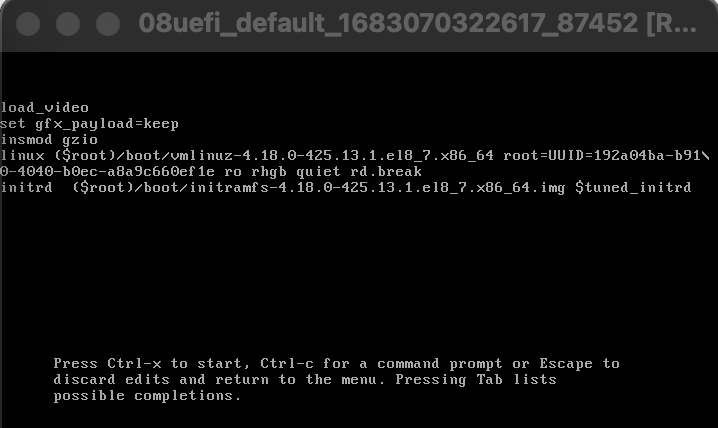 08uefi_default_1683070322617_87452 [R...
load_video
set gfx_payload=keep
insmod gzio
linux ($root)/boot/vmlinuz-4.18.0-425.13.1.el8_7.x86_64 root=UUID=192a04ba-b91\
0-4040-b0ec-a8a9c660ef1e ro rhgb quiet rd.break
initrd  ($root)/boot/initramfs-4.18.0-425.13.1.el8_7.x86_64.img $tuned_initrd
Press Ctrl-x to start, Ctrl-c for a command prompt or Escape to
discard edits and return to the menu. Pressing Tab lists
possible completions.